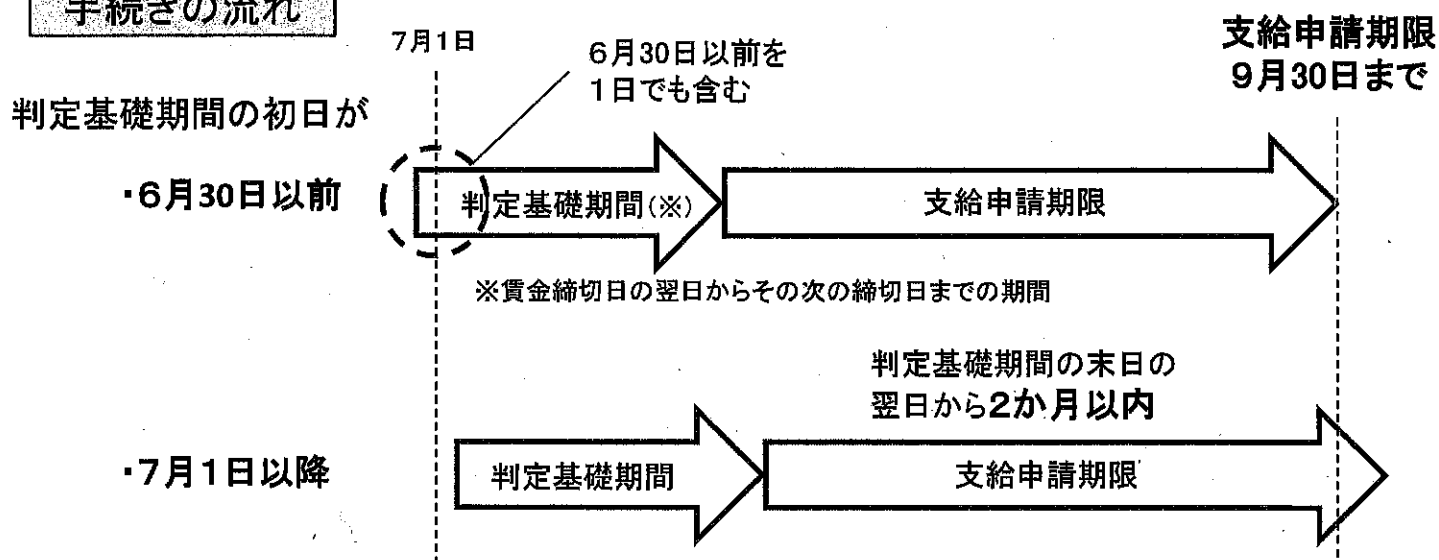 手続きの流れ
7月1日
6月30日以前を
1日でも含む
支給申請期限
9月30日まで
判定基礎期間の初日が
・6月30日以前
判定基礎期間(※)
支給申請期限
※賃金締切日の翌日からその次の締切日までの期間
判定基礎期間の末日の
翌日から2か月以内
・7月1日以降
判定基礎期間
支給申請期限